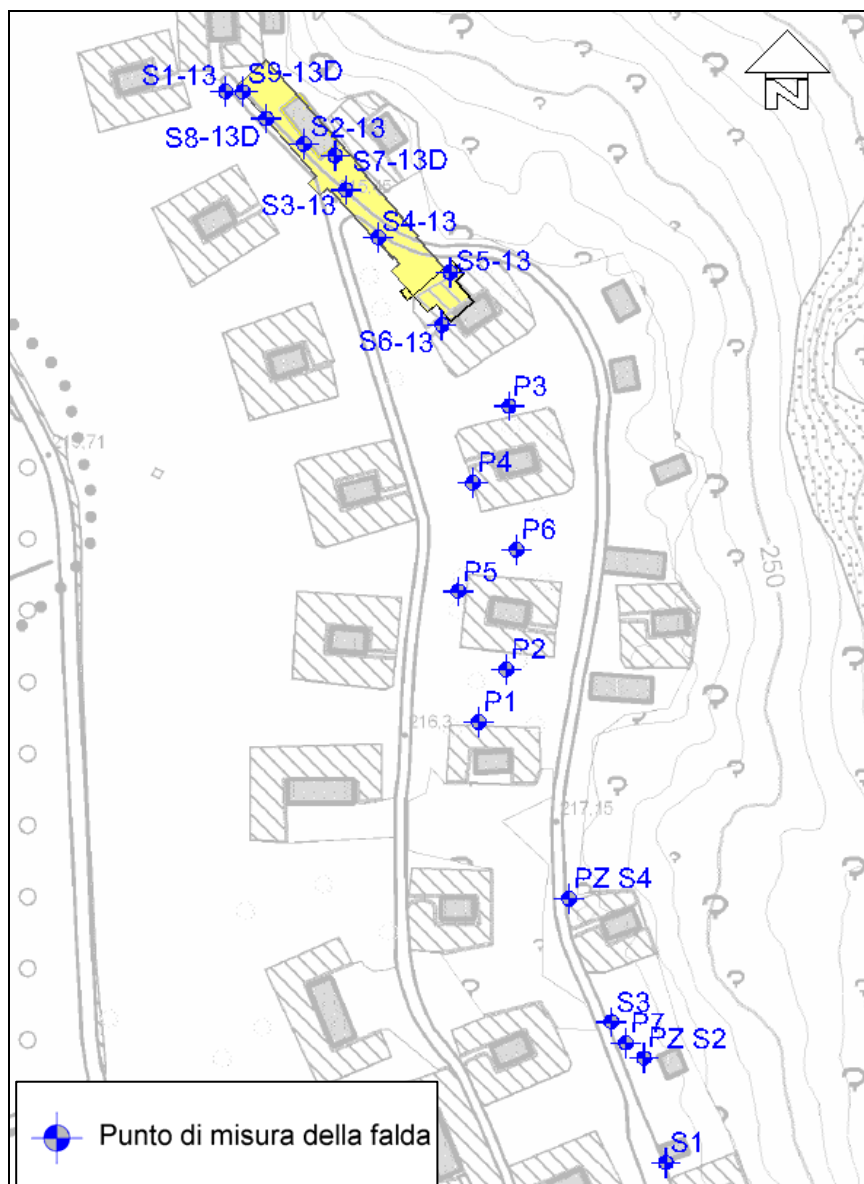 S1-13
S9-13D
S8-13D
S2-13
S7-13D
S3-13
S4-13
S5-13
S6-13
P3
P4
P6
P5
250
P2
P1
216,3
217,15
PZ S4
S3
P7
PZ S2
S1
N
Punto di misura della falda